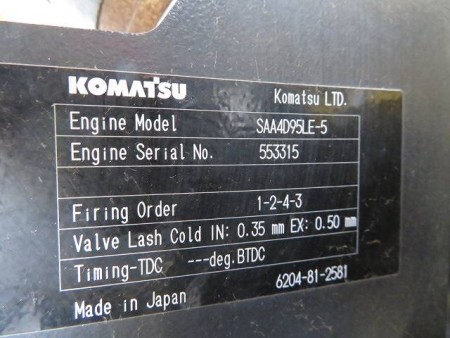 KOMATSU Komatsu LTD.
Engine Model SAA4D95LE-5
Engine Serial No. 553315
Firing Order 1-2-4-3
Valve Lash Cold IN: 0.35 mm EX: 0.50 mm
Timing-TDC ---deg.BTDC
6204-81-2581
Made in Japan